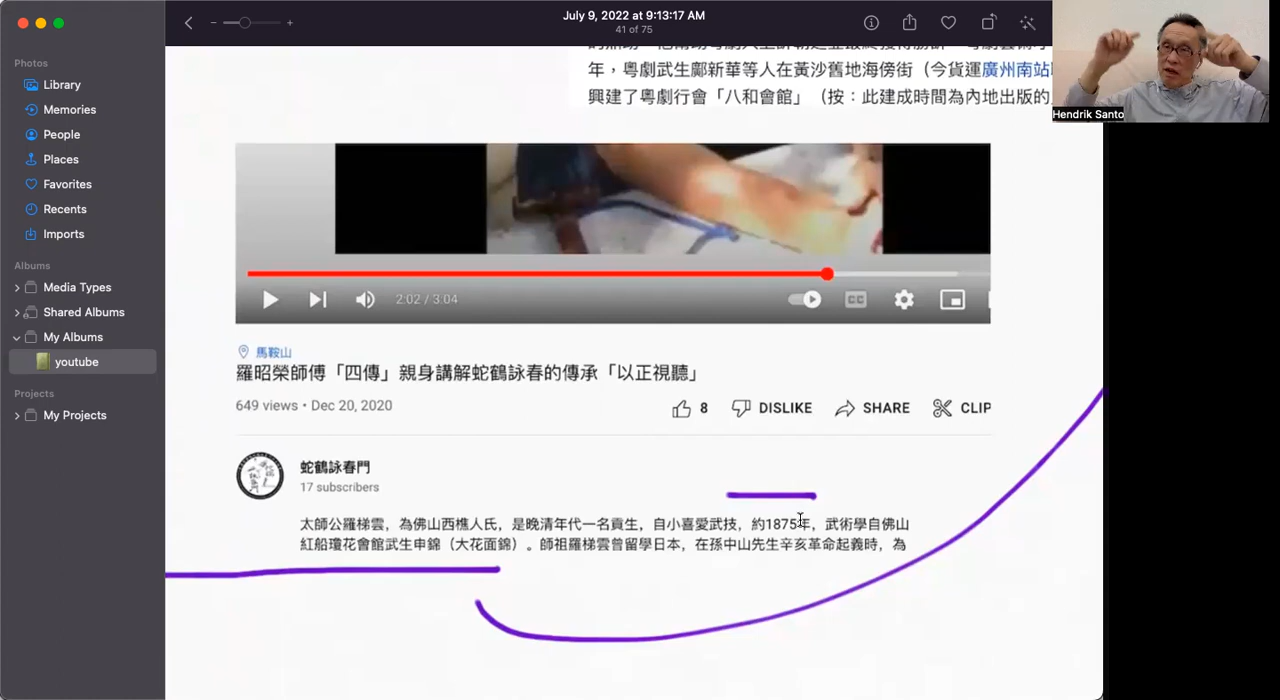 July 9, 2022 at 9:13:17 AM
41 of 75
Photos
Library
Memories
People
Places
Favorites
Recents
Imports
Albums
Media Types
Shared Albums
My Albums
youtube
Projects
My Projects
年，粵劇武生鄺新華等人在黃沙舊地海傍街（今貨運廣州南站
興建了粵劇行會「八和會館」（按：此建成時間為內地出版的
Hendrik Santo
2:02 / 3:04
CC
馬鞍山
羅昭榮師傅「四傳」親身講解蛇鶴詠春的傳承「以正視聽」
649 views • Dec 20, 2020
8
DISLIKE
SHARE
CLIP
蛇鶴詠春門
17 subscribers
太師公羅梯雲，為佛山西樵人氏，是晚清年代一名貢生，自小喜愛武技，約1875年，武術學自佛山
紅船瓊花會館武生申錦（大花面錦）。師祖羅梯雲曾留學日本，在孫中山先生辛亥革命起義時，為